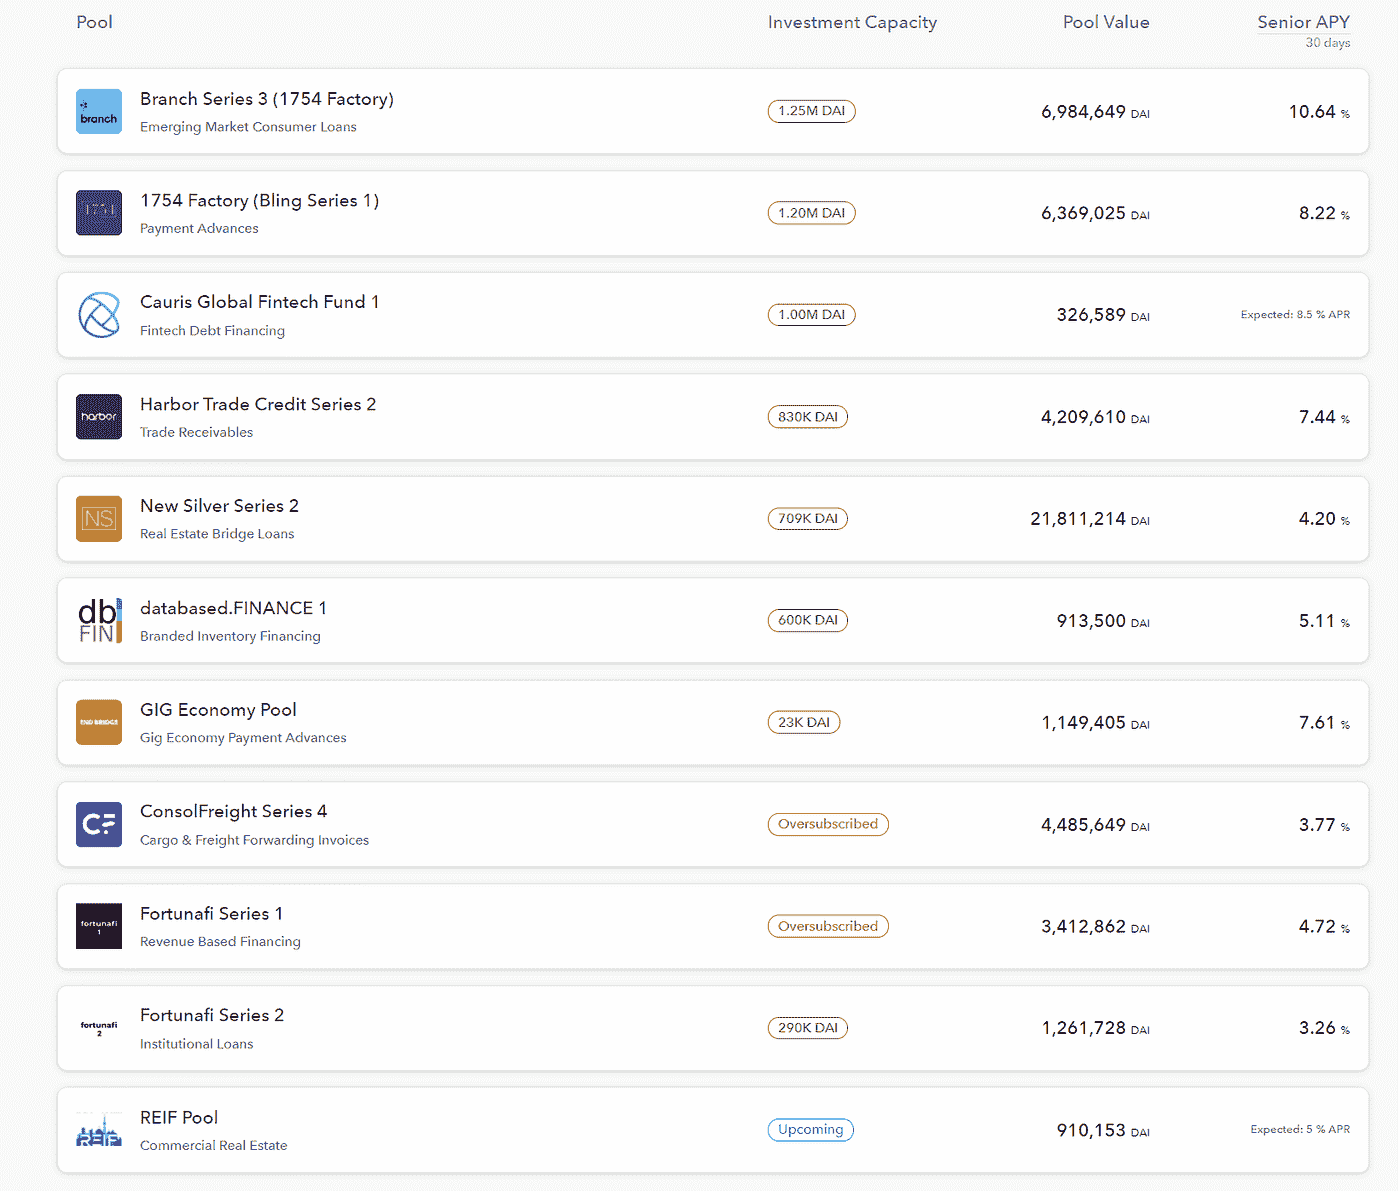 Pool Investment Capacity Pool Value Senior APY
30 days
branch
Branch Series 3 (1754 Factory)
Emerging Market Consumer Loans
1.25M DAI
6,984,649 DAI
10.64 %
1754
1754 Factory (Bling Series 1)
Payment Advances
1.20M DAI
6,369,025 DAI
8.22 %
Cauris Global Fintech Fund 1
Fintech Debt Financing
1.00M DAI
326,589 DAI
Expected: 8.5 % APR
harbor
Harbor Trade Credit Series 2
Trade Receivables
830K DAI
4,209,610 DAI
7.44 %
NS
New Silver Series 2
Real Estate Bridge Loans
709K DAI
21,811,214 DAI
4.20 %
db
FIN
databased.FINANCE 1
Branded Inventory Financing
600K DAI
913,500 DAI
5.11 %
GIG Economy Pool
Gig Economy Payment Advances
23K DAI
1,149,405 DAI
7.61 %
CF
ConsolFreight Series 4
Cargo & Freight Forwarding Invoices
Oversubscribed
4,485,649 DAI
3.77 %
fortunafi
1
Fortunafi Series 1
Revenue Based Financing
Oversubscribed
3,412,862 DAI
4.72 %
fortunafi
2
Fortunafi Series 2
Institutional Loans
290K DAI
1,261,728 DAI
3.26 %
REIF
REIF Pool
Commercial Real Estate
Upcoming
910,153 DAI
Expected: 5 % APR